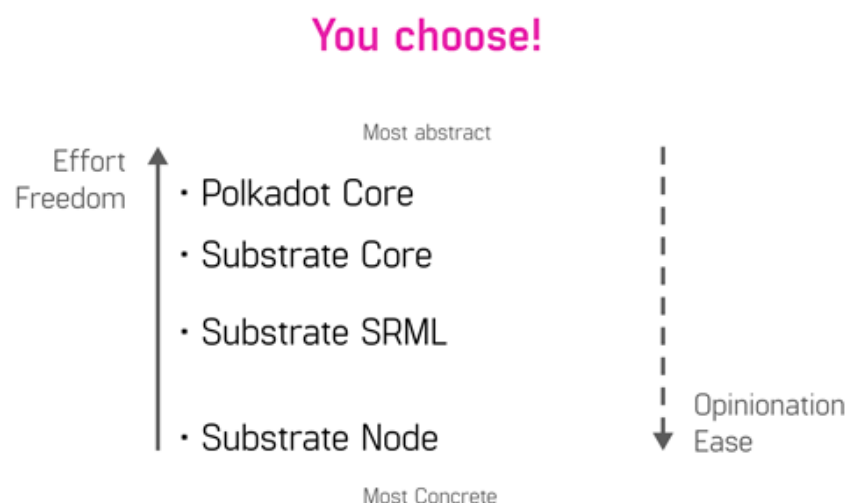 You choose!
Most abstract
Effort
Freedom
· Polkadot Core
· Substrate Core
· Substrate SRML
· Substrate Node
Opinionation
Ease
Most Concrete